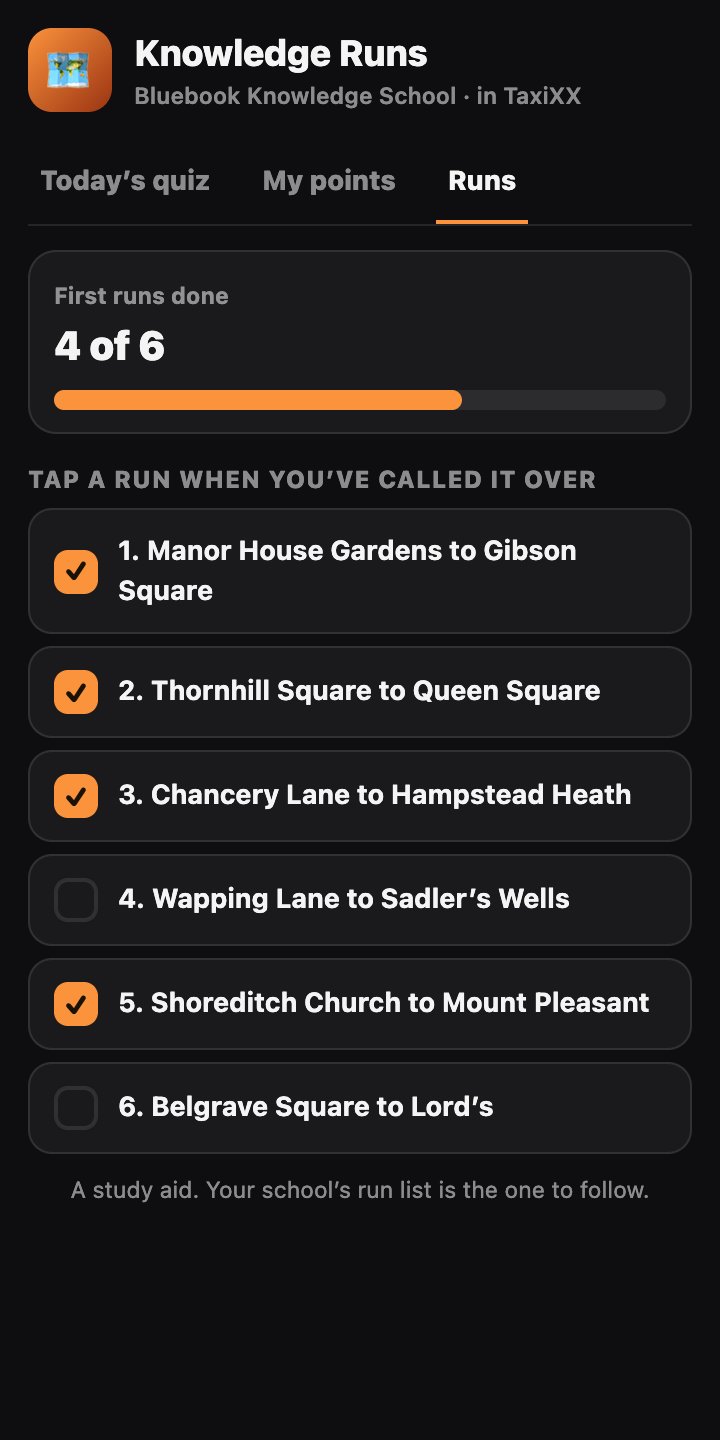 Knowledge Runs
Bluebook Knowledge School · in TaxiXX
Today’s quiz
My points
Runs
First runs done
4 of 6
TAP A RUN WHEN YOU’VE CALLED IT OVER
1. Manor House Gardens to Gibson
Square
2. Thornhill Square to Queen Square
3. Chancery Lane to Hampstead Heath
4. Wapping Lane to Sadler’s Wells
5. Shoreditch Church to Mount Pleasant
6. Belgrave Square to Lord’s
A study aid. Your school’s run list is the one to follow.